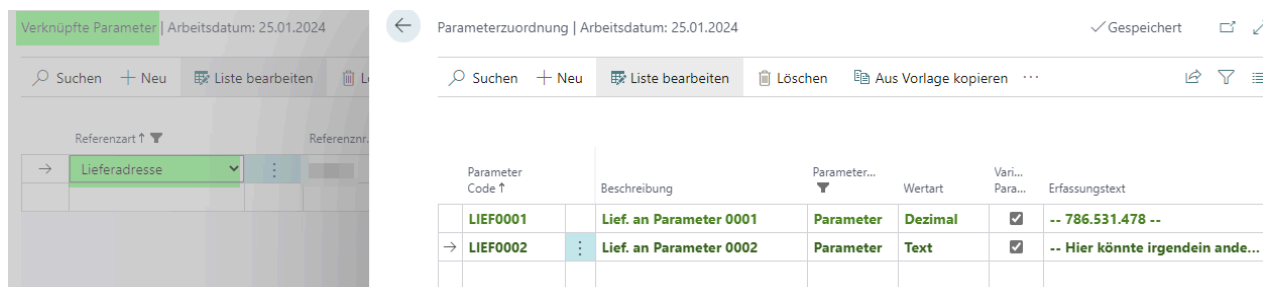 Verknüpfte Parameter | Arbeitsdatum: 25.01.2024
Suchen + Neu Liste bearbeiten
Referenzart ↑ Referenznr.
→ Lieferadresse
Parameterzuordnung | Arbeitsdatum: 25.01.2024 Gespeichert
Suchen + Neu Liste bearbeiten Löschen Aus Vorlage kopieren ···
Parameter Code ↑ Beschreibung Parameter... Wertart Vari... Para... Erfassungstext
LIEF0001 Lief. an Parameter 0001 Parameter Dezimal -- 786.531.478 --
→ LIEF0002 Lief. an Parameter 0002 Parameter Text -- Hier könnte irgendein ande...